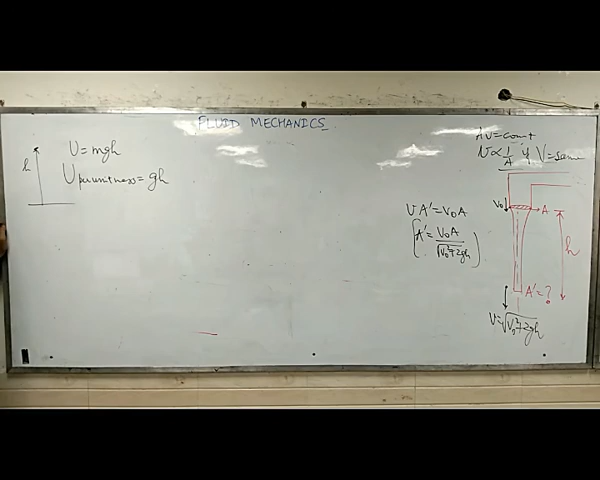 FLUID MECHANICS
h
U = mgh
U per unit mass = gh
AV = const
V ∝ 1/A if V = same
V₀
A
h
A' = ?
V = √(V₀² + 2gh)
VA' = V₀A
A' = V₀A / √(V₀² + 2gh)